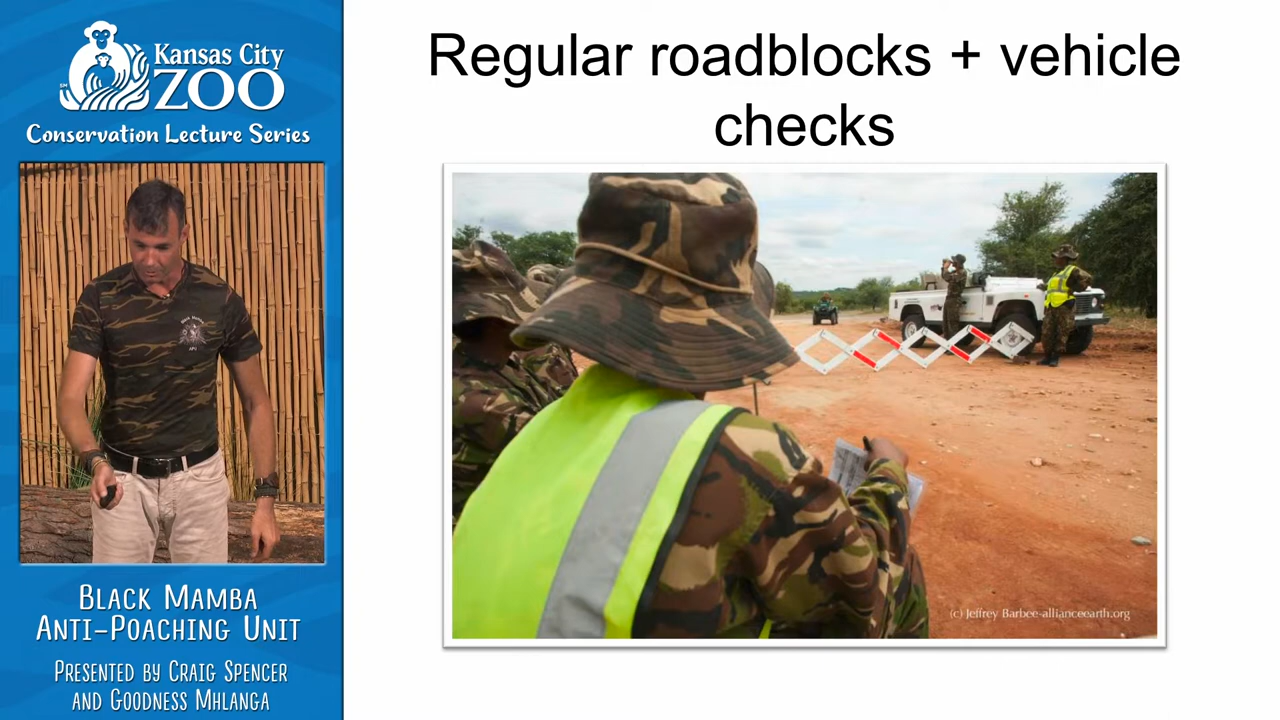 Kansas City
ZOO
SM
Conservation Lecture Series
Regular roadblocks + vehicle
checks
(c) Jeffrey Barbee-allianceearth.org
BLACK MAMBA
ANTI-POACHING UNIT
PRESENTED BY CRAIG SPENCER
AND GOODNESS MHLANGA